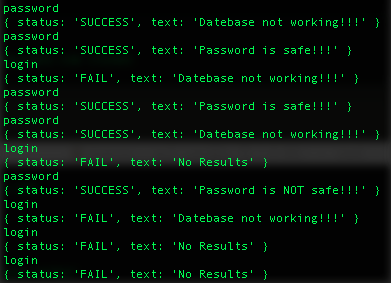 password
{ status: 'SUCCESS', text: 'Datebase not working!!!' }
password
{ status: 'SUCCESS', text: 'Password is safe!!!' }
login
{ status: 'FAIL', text: 'Datebase not working!!!' }
password
{ status: 'SUCCESS', text: 'Password is safe!!!' }
password
{ status: 'SUCCESS', text: 'Datebase not working!!!' }
login
{ status: 'FAIL', text: 'No Results' }
password
{ status: 'SUCCESS', text: 'Password is NOT safe!!!' }
login
{ status: 'FAIL', text: 'Datebase not working!!!' }
login
{ status: 'FAIL', text: 'No Results' }
login
{ status: 'FAIL', text: 'No Results' }